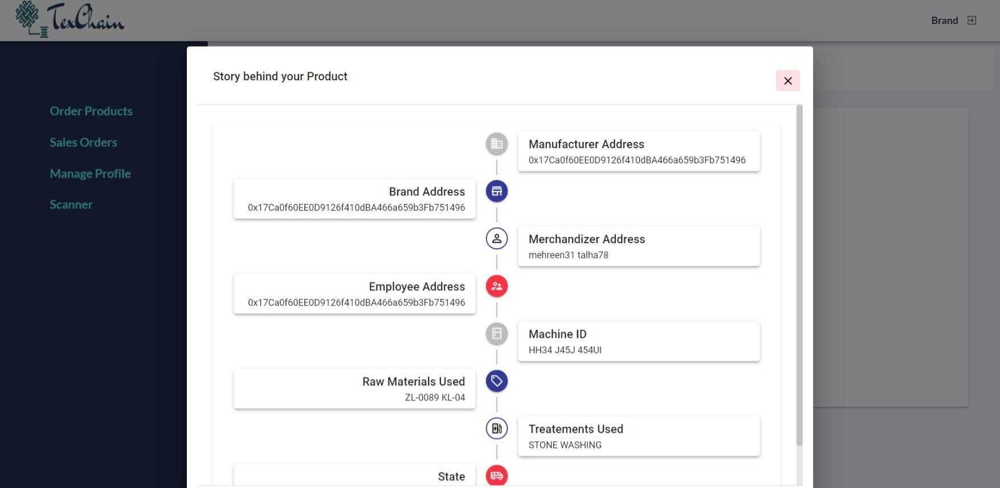 TexChain
Brand
Order Products
Sales Orders
Manage Profile
Scanner
Story behind your Product
Manufacturer Address
0x17Ca0f60EE0D9126f410dBA466a659b3Fb751496
Brand Address
0x17Ca0f60EE0D9126f410dBA466a659b3Fb751496
Merchandizer Address
mehreen31 talha78
Employee Address
0x17Ca0f60EE0D9126f410dBA466a659b3Fb751496
Machine ID
HH34 J45J 454UI
Raw Materials Used
ZL-0089 KL-04
Treatements Used
STONE WASHING
State